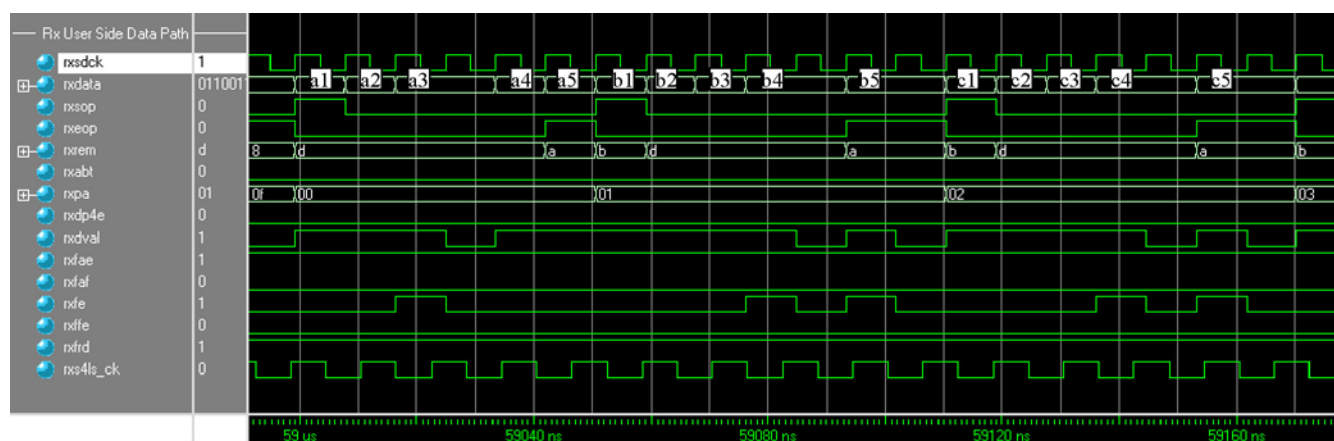 Rx User Side Data Path
rxsdck 1
rxdata 0110011 a1 a2 a3 a4 a5 b1 b2 b3 b4 b5 c1 c2 c3 c4 c5
rxsop 0
rxeop 0
rxrem d 8 d a b d a b d a b
rxabt 0
rxpa 01 0f 00 01 02 03
rxdp4e 0
rxdval 1
rxfae 1
rxfaf 0
rxfe 1
rxffe 0
rxfrd 1
rxs4ls_ck 0
59 us 59040 ns 59080 ns 59120 ns 59160 ns